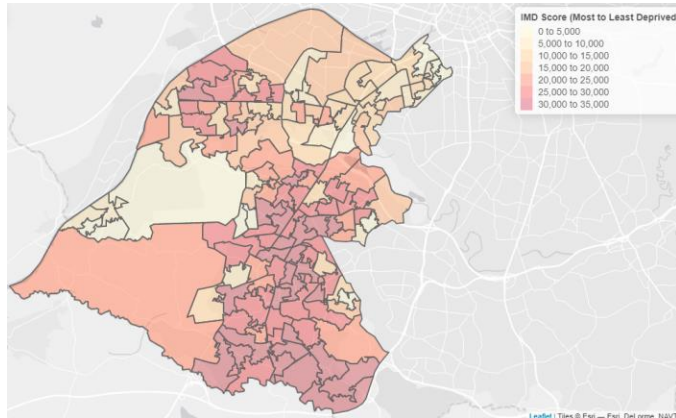 IMD Score (Most to Least Deprived
0 to 5,000
5,000 to 10,000
10,000 to 15,000
15,000 to 20,000
20,000 to 25,000
25,000 to 30,000
30,000 to 35,000
Leaflet | Tiles © Esri — Esri, DeLorme, NAVT